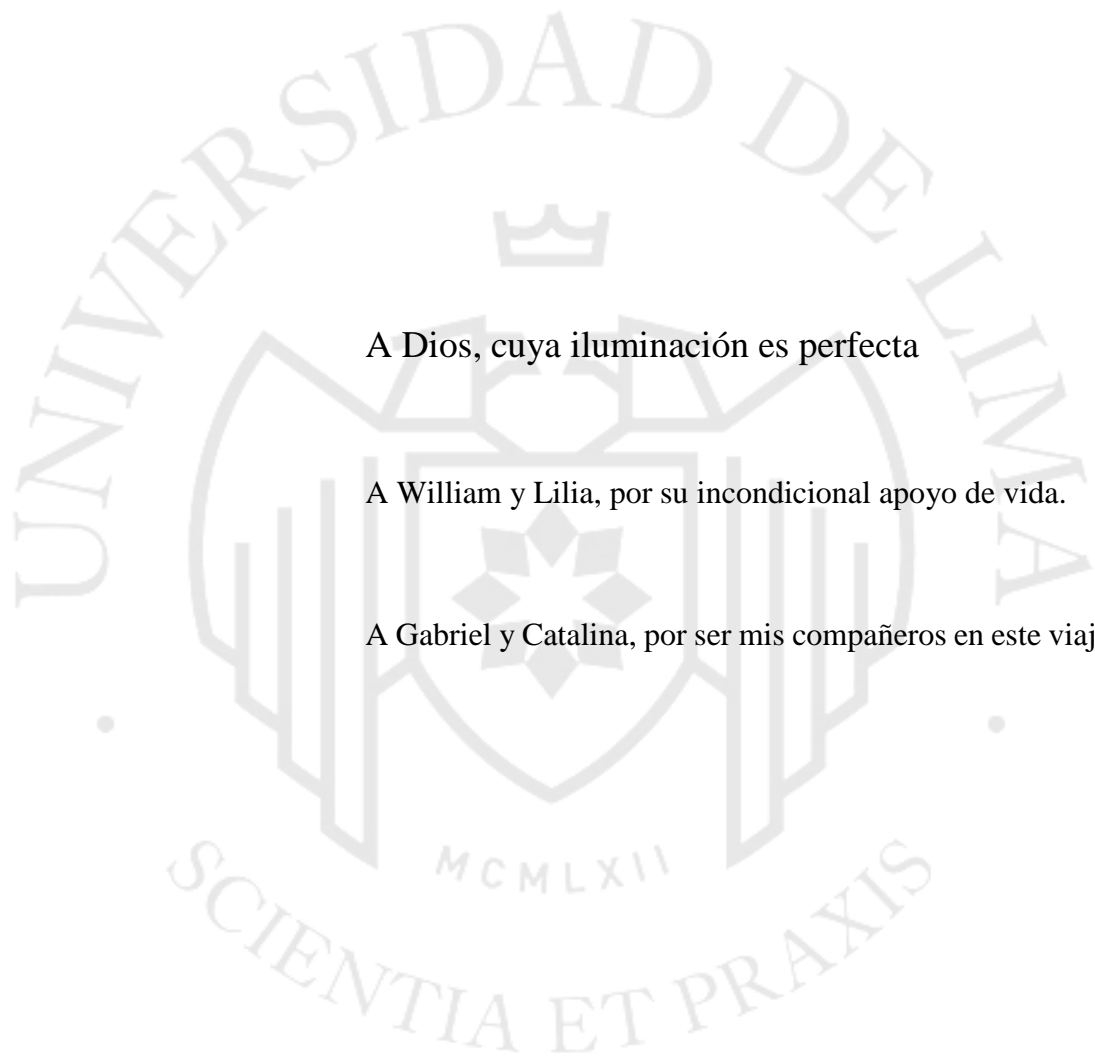 UNIVERSIDAD DE LIMA
A Dios, cuya iluminación es perfecta
A William y Lilia, por su incondicional apoyo de vida.
A Gabriel y Catalina, por ser mis compañeros en este viaj
MCMLXII
SCIENTIA ET PRAXIS